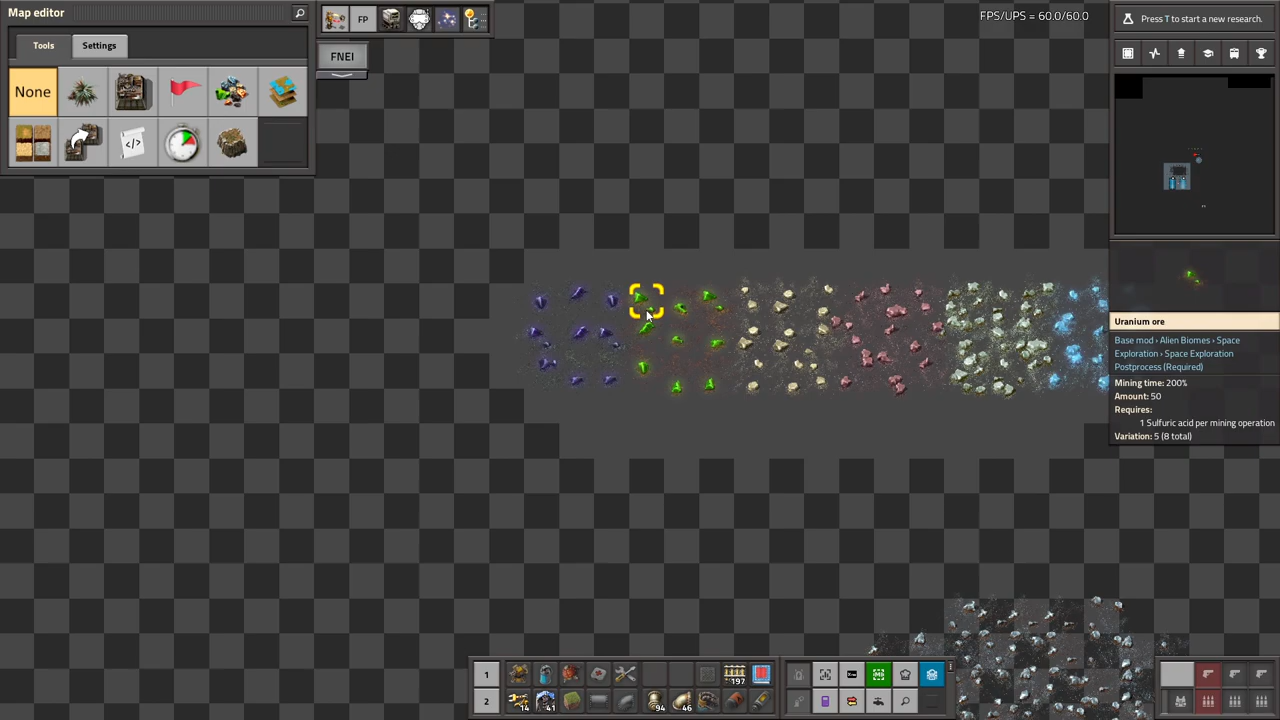 Map editor
Tools
Settings
None
</>
FP
FNEI
FPS/UPS = 60.0/60.0
Press T to start a new research.
Uranium ore
Base mod › Alien Biomes › Space
Exploration › Space Exploration
Postprocess (Required)
Mining time: 200%
Amount: 50
Requires:
1 Sulfuric acid per mining operation
Variation: 5 (8 total)
1
197
2
14
41
94
46